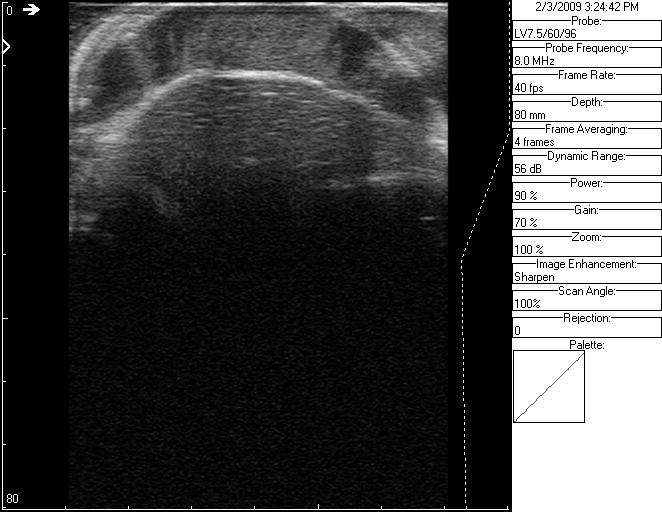 0
2/3/2009 3:24:42 PM
Probe:
LV7.5/60/96
Probe Frequency:
8.0 MHz
Frame Rate:
40 fps
Depth:
80 mm
Frame Averaging:
4 frames
Dynamic Range:
56 dB
Power:
90 %
Gain:
70 %
Zoom:
100 %
Image Enhancement:
Sharpen
Scan Angle:
100%
Rejection:
0
Palette:
80